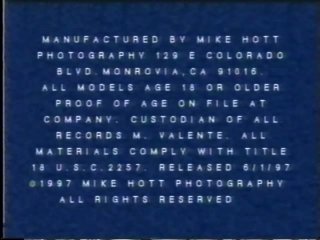 MANUFACTURED BY MIKE HOTT
PHOTOGRAPHY 129 E COLORADO
BLVD.MONROVIA,CA 91016.
ALL MODELS AGE 18 OR OLDER
PROOF OF AGE ON FILE AT
COMPANY. CUSTODIAN OF ALL
RECORDS M. VALENTE. ALL
MATERIALS COMPLY WITH TITLE
18 U.S.C.2257. RELEASED 6/1/97
©1997 MIKE HOTT PHOTOGRAPHY
ALL RIGHTS RESERVED